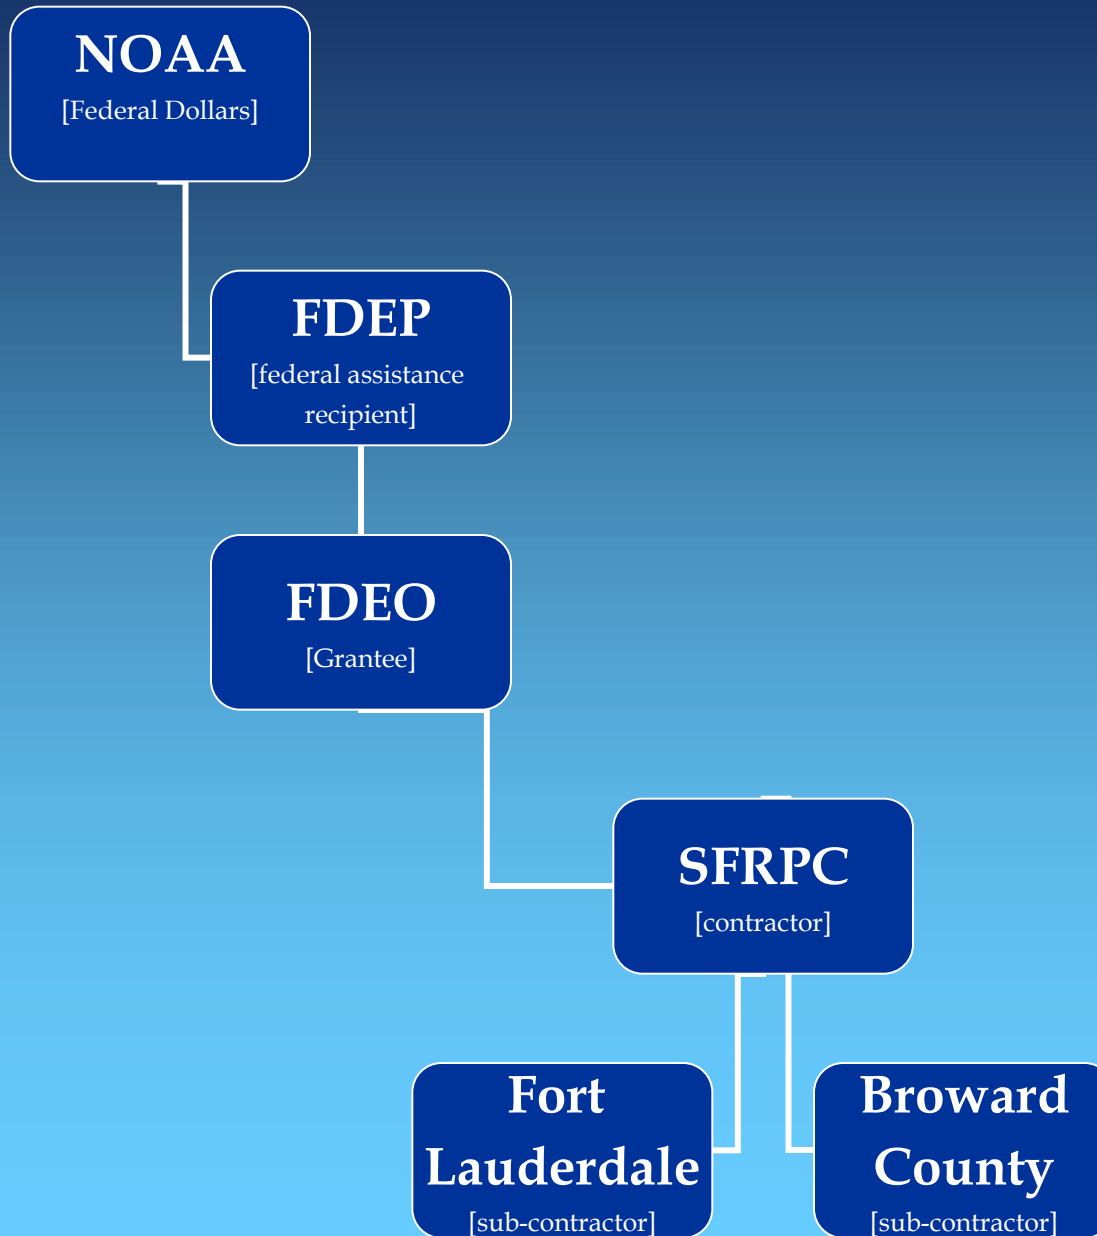 NOAA
[Federal Dollars]
FDEP
[federal assistance
recipient]
FDEO
[Grantee]
SFRPC
[contractor]
Fort
Lauderdale
[sub-contractor]
Broward
County
[sub-contractor]